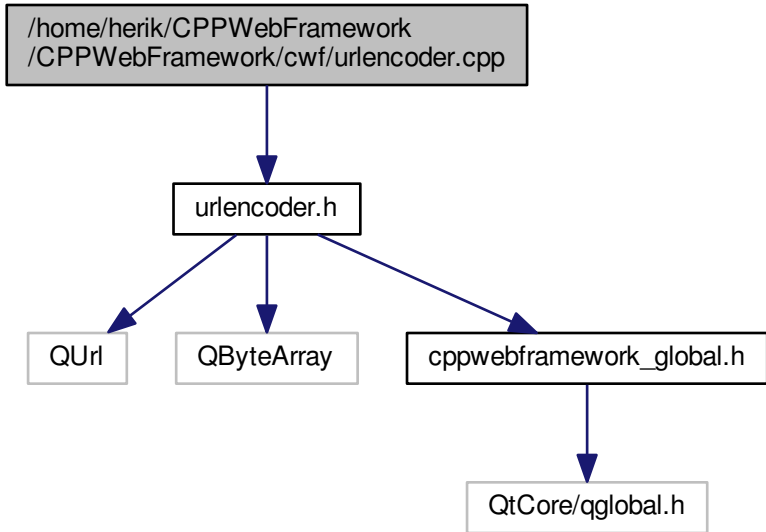 /home/herik/CPPWebFramework
/CPPWebFramework/cwf/urlencoder.cpp
urlencoder.h
QUrl
QByteArray
cppwebframework_global.h
QtCore/qglobal.h